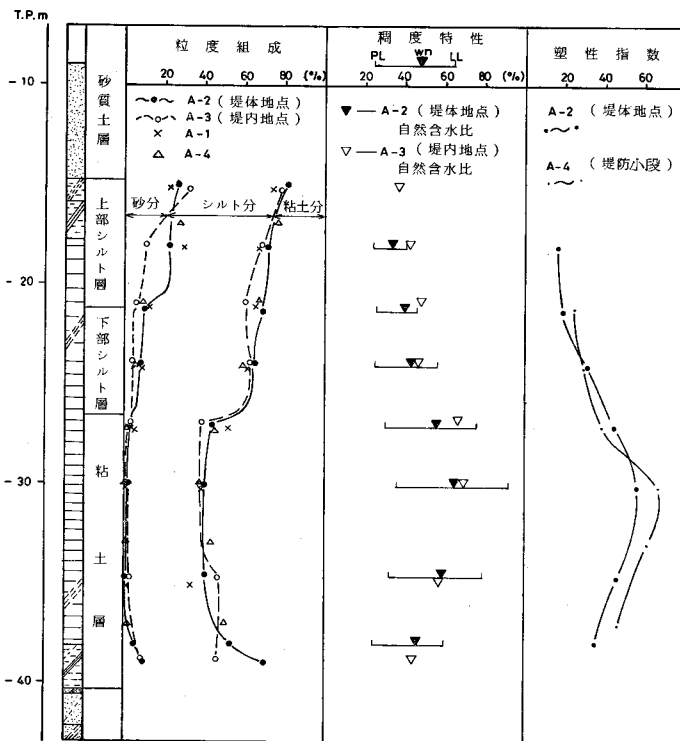 T.P.m
粒度組成
20 40 60 80 (%)
A-2 (堤体地点)
A-3 (堤内地点)
A-1
A-4
砂分 シルト分 粘土分
稠度特性
PL wn LL
20 40 60 80 (%)
A-2 (堤体地点)
自然含水比
A-3 (堤内地点)
自然含水比
塑性指数
20 40 60
A-2 (堤体地点)
A-4 (堤防小段)
-10
-20
-30
-40
砂質土層
上部シルト層
下部シルト層
粘土層